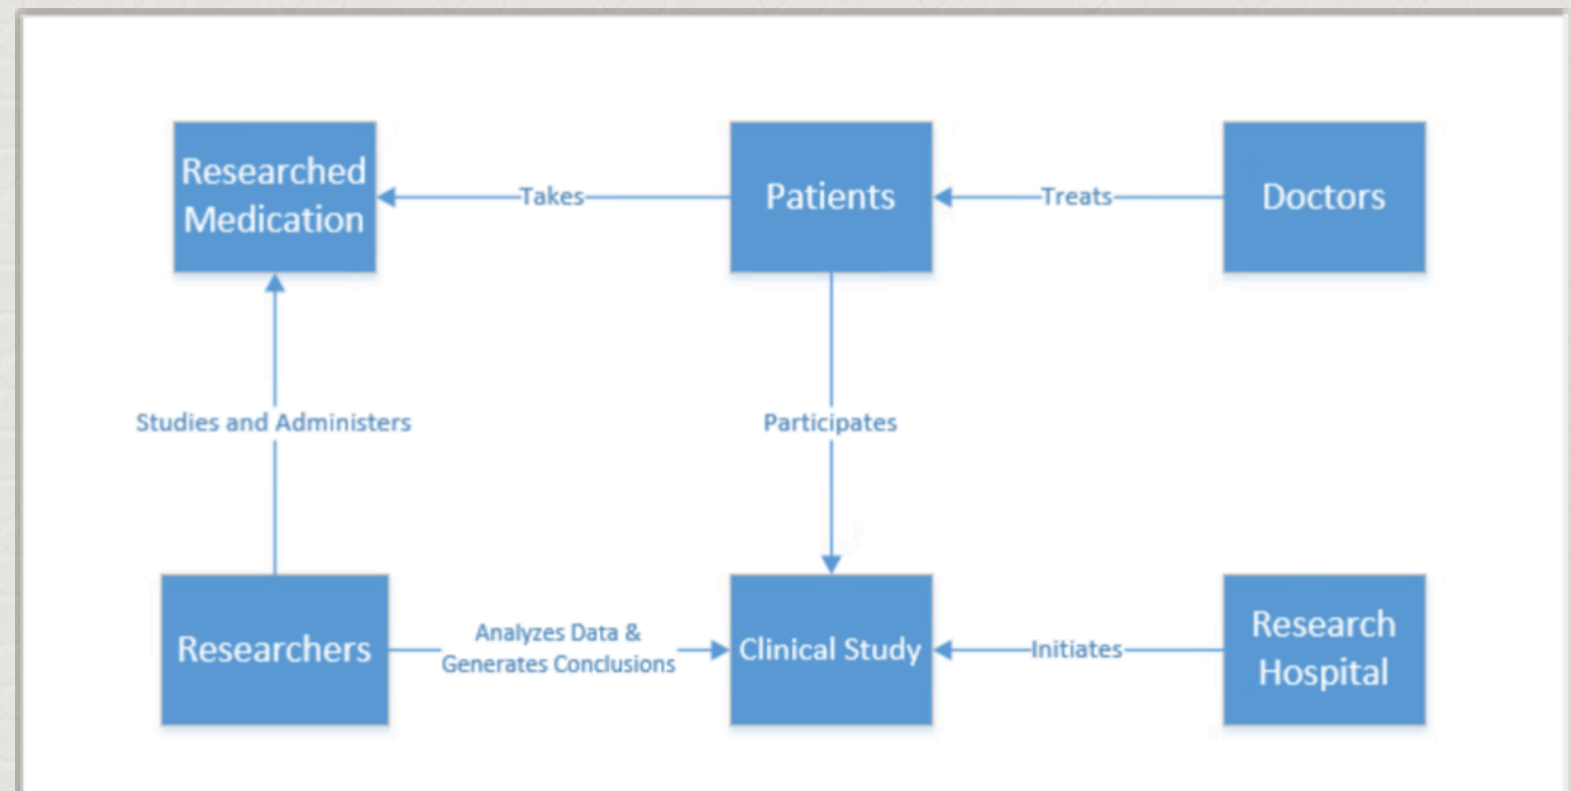 Researched
Medication
Takes
Patients
Treats
Doctors
Studies and Administers
Participates
Researchers
Analyzes Data &
Generates Conclusions
Clinical Study
Initiates
Research
Hospital